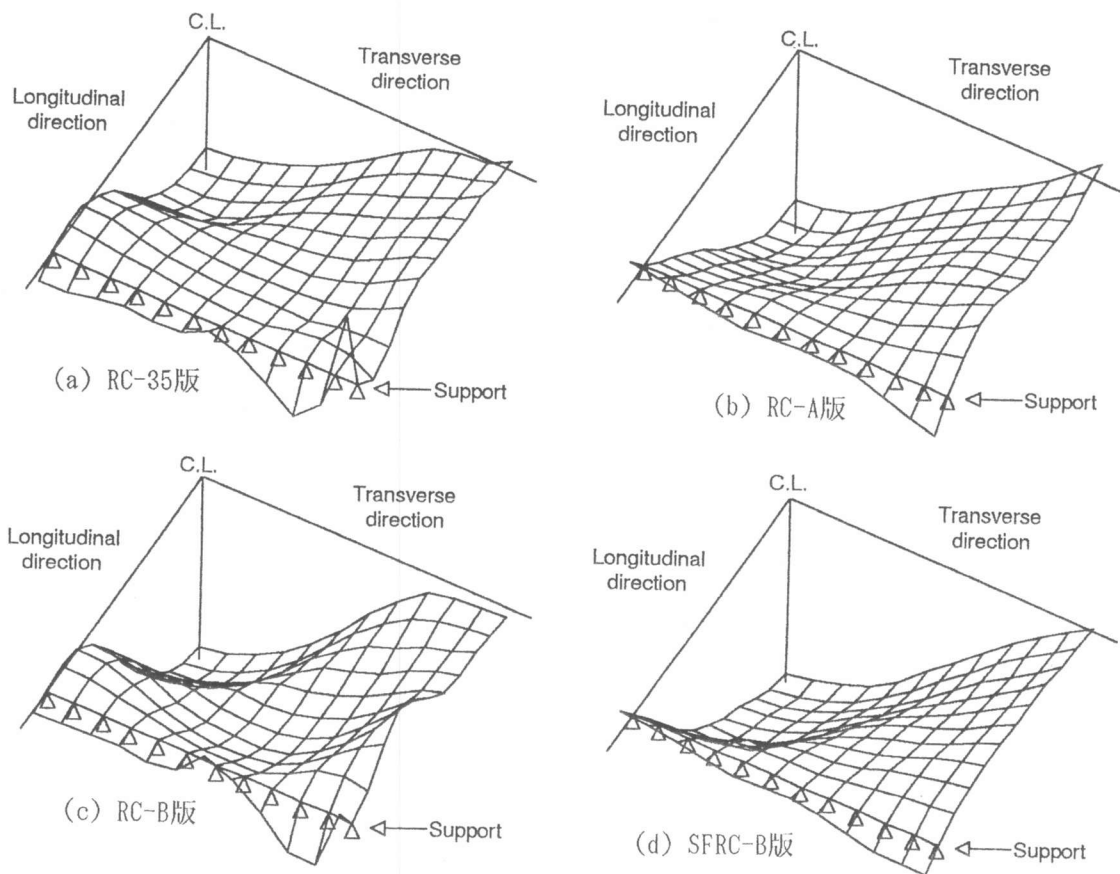 C.L.
Transverse
direction
Longitudinal
direction
Support
(a) RC-35版
C.L.
Transverse
direction
Longitudinal
direction
Support
(b) RC-A版
C.L.
Transverse
direction
Longitudinal
direction
Support
(c) RC-B版
C.L.
Transverse
direction
Longitudinal
direction
Support
(d) SFRC-B版